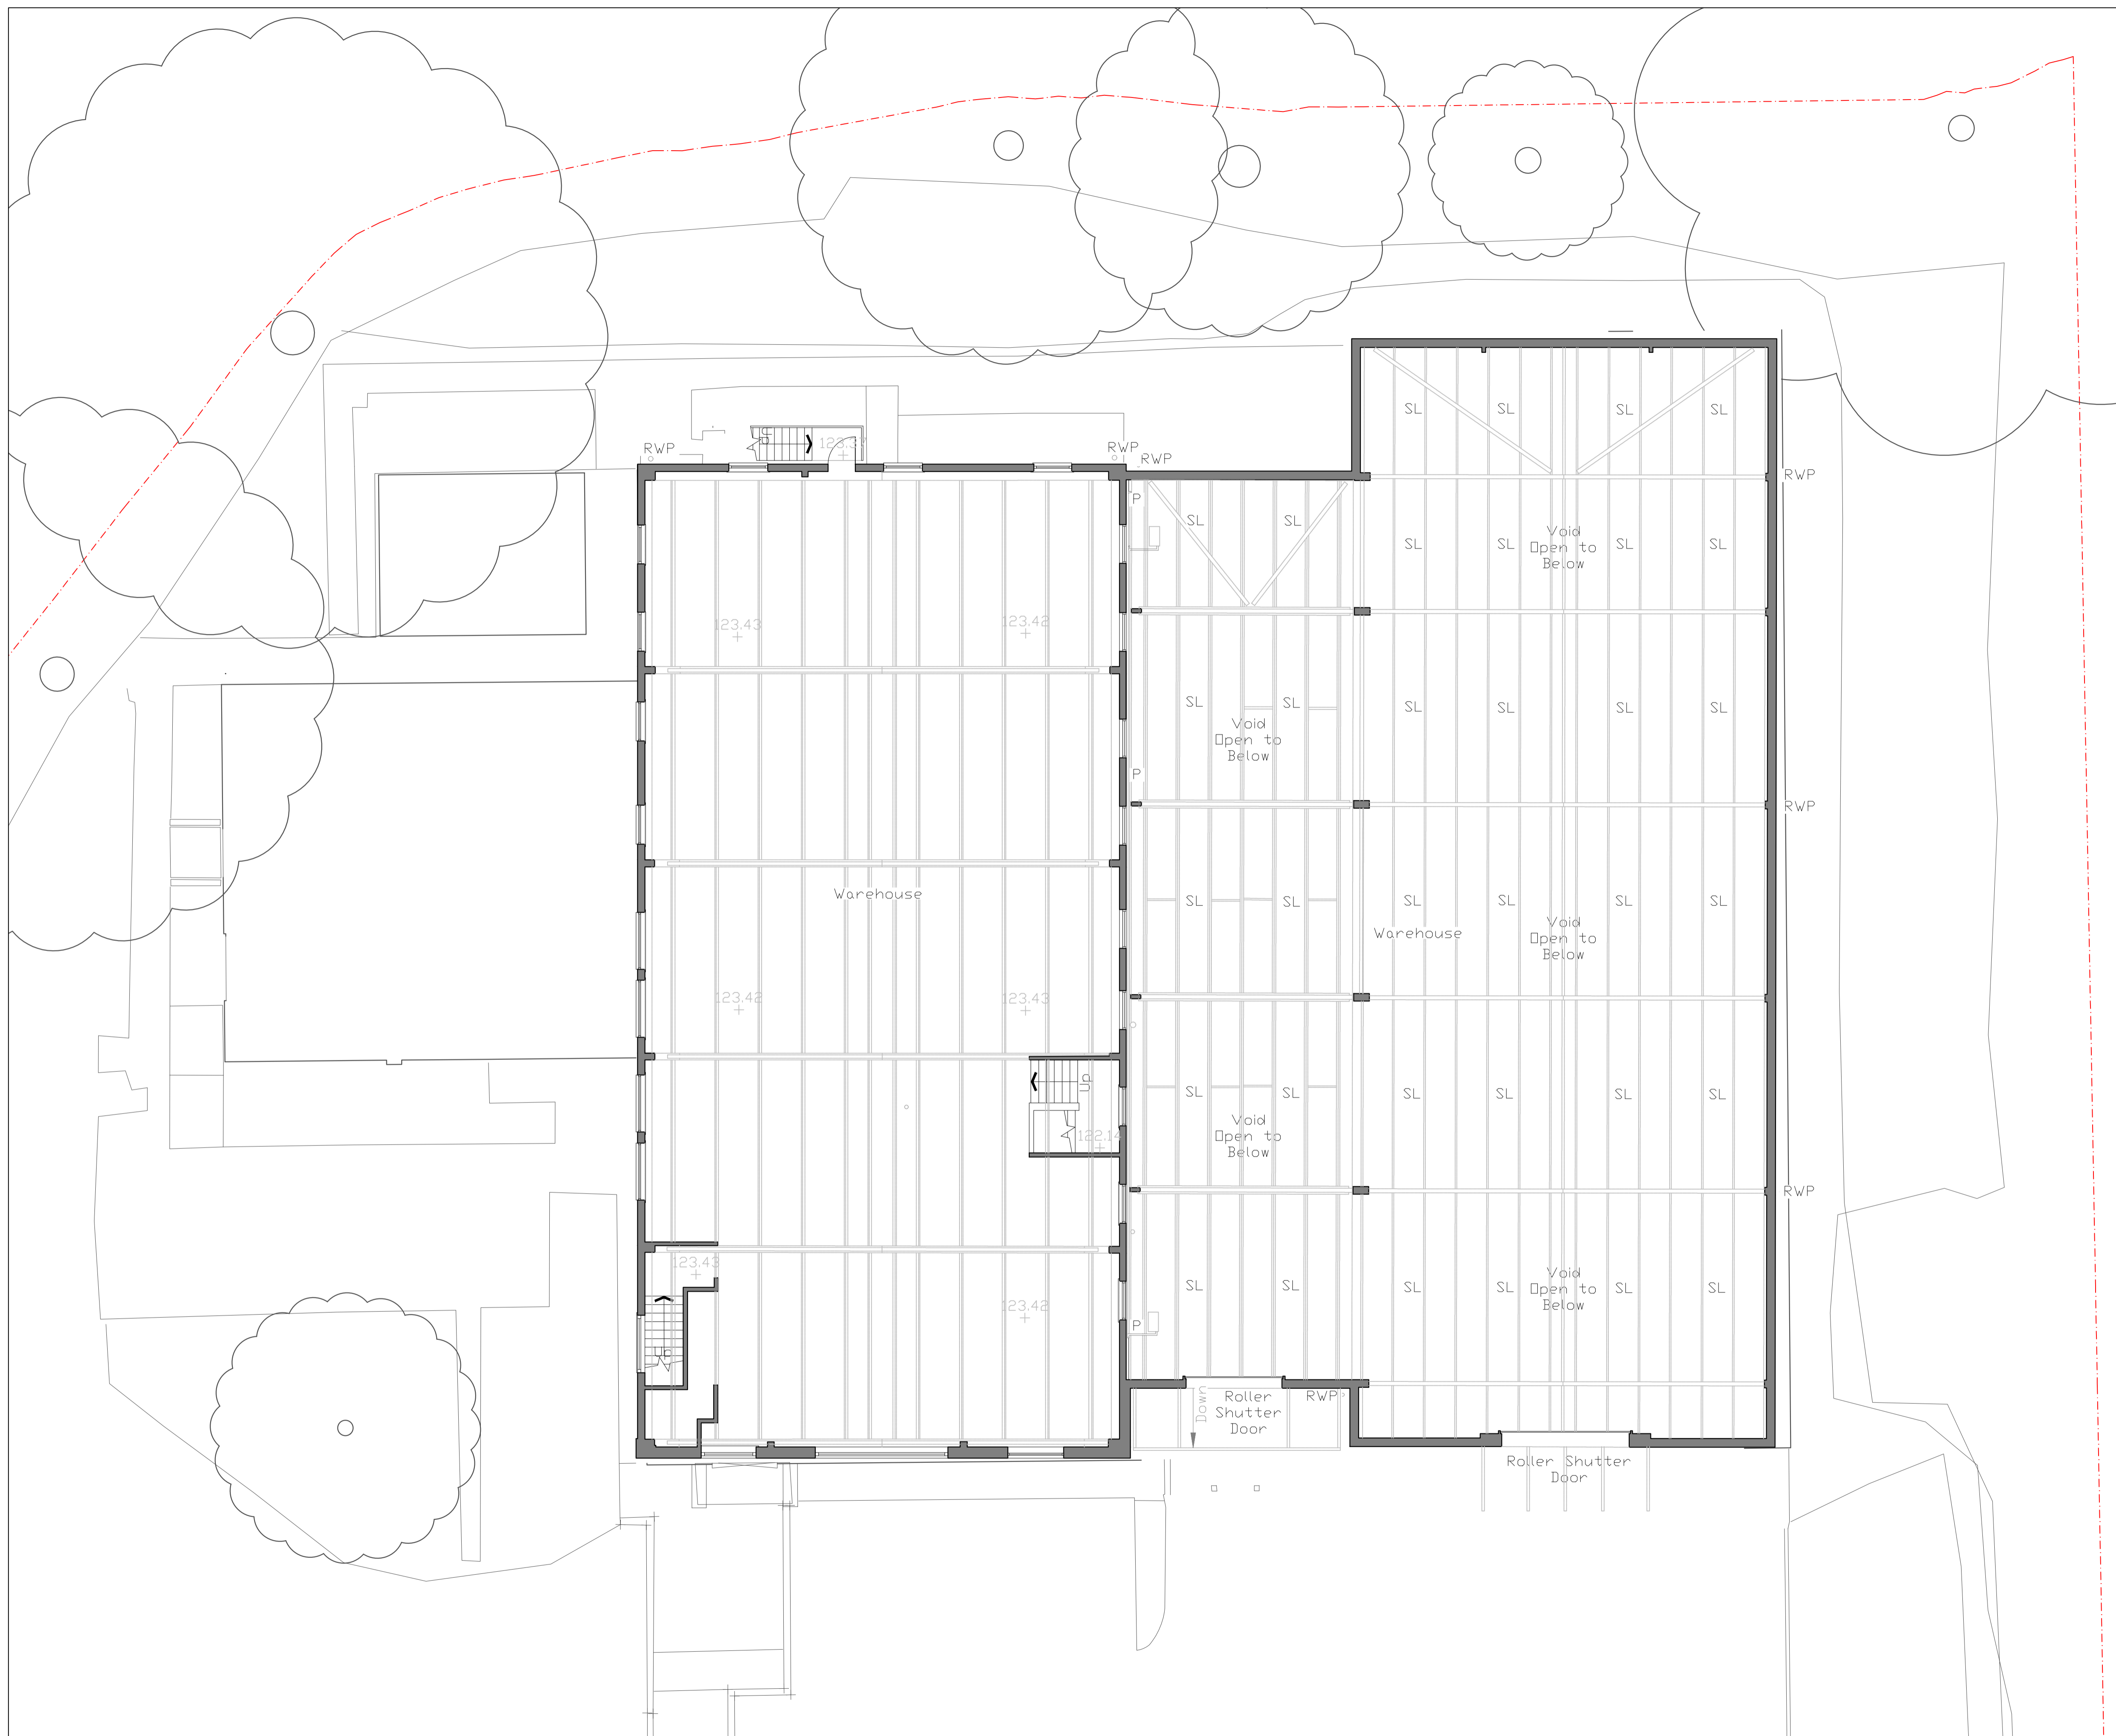 Up
123.37
RWP
RWP
RWP
SL
SL
SL
SL
RWP
P
SL
SL
Void
Open to
Below
SL
SL
SL
SL
123.43
123.42
SL
SL
SL
SL
SL
SL
Void
Open to
Below
P
RWP
Warehouse
SL
SL
SL
SL
SL
SL
Warehouse
Void
Open to
Below
123.42
123.43
Up
122.14
SL
SL
SL
SL
SL
SL
Void
Open to
Below
RWP
123.43
123.42
Up
SL
SL
SL
SL
SL
SL
Void
Open to
Below
P
Down
Roller
Shutter
Door
RWP
Roller Shutter
Door